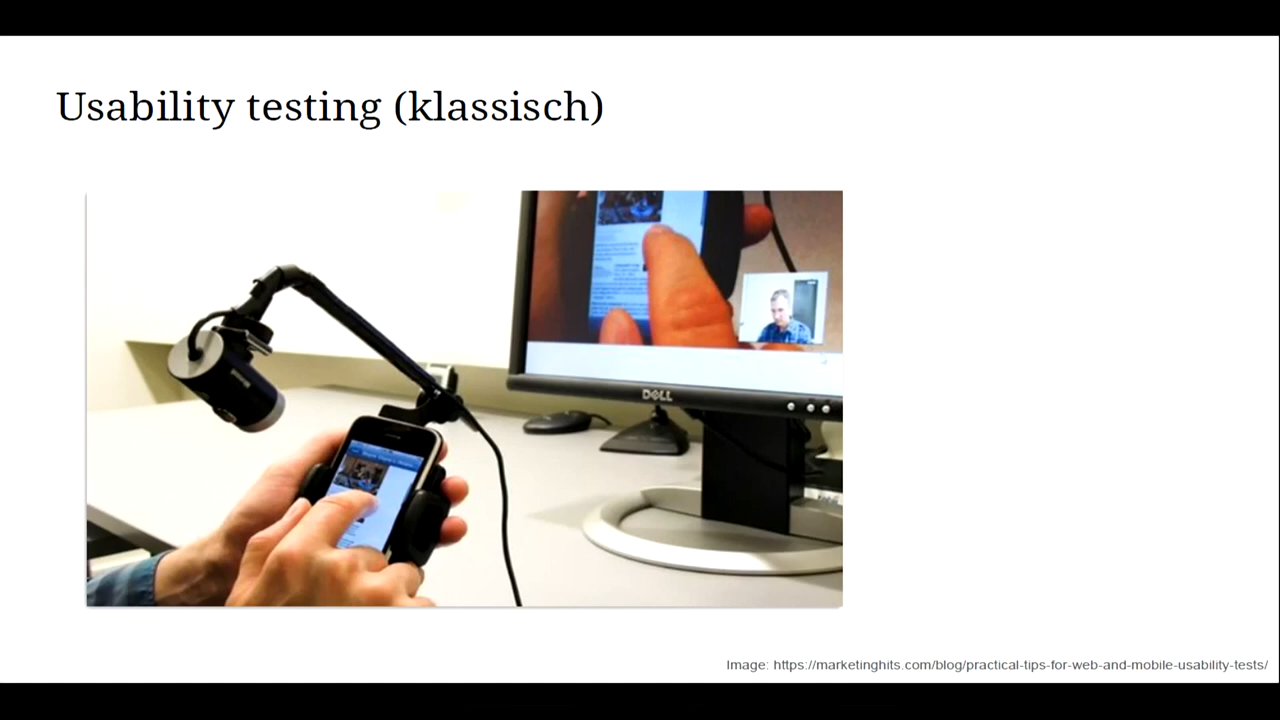 Usability testing (klassisch)
DELL
Image: https://marketinghits.com/blog/practical-tips-for-web-and-mobile-usability-tests/